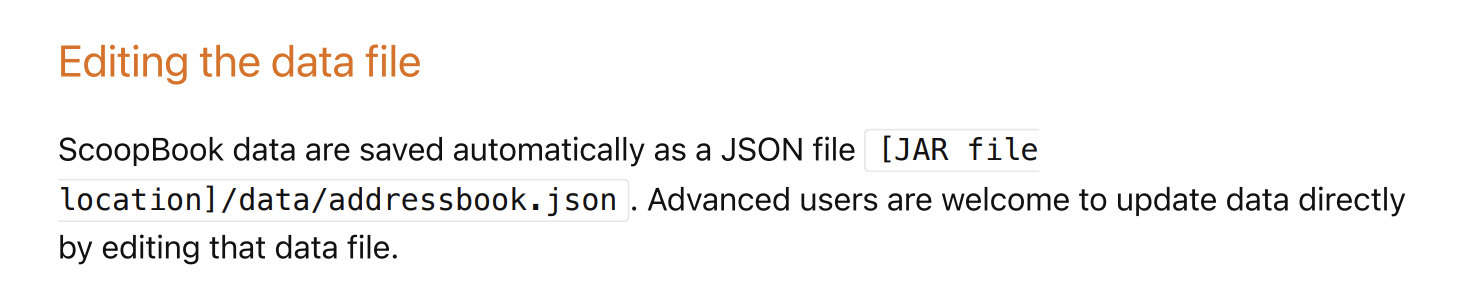 Editing the data file
ScoopBook data are saved automatically as a JSON file [JAR file
location]/data/addressbook.json. Advanced users are welcome to update data directly
by editing that data file.